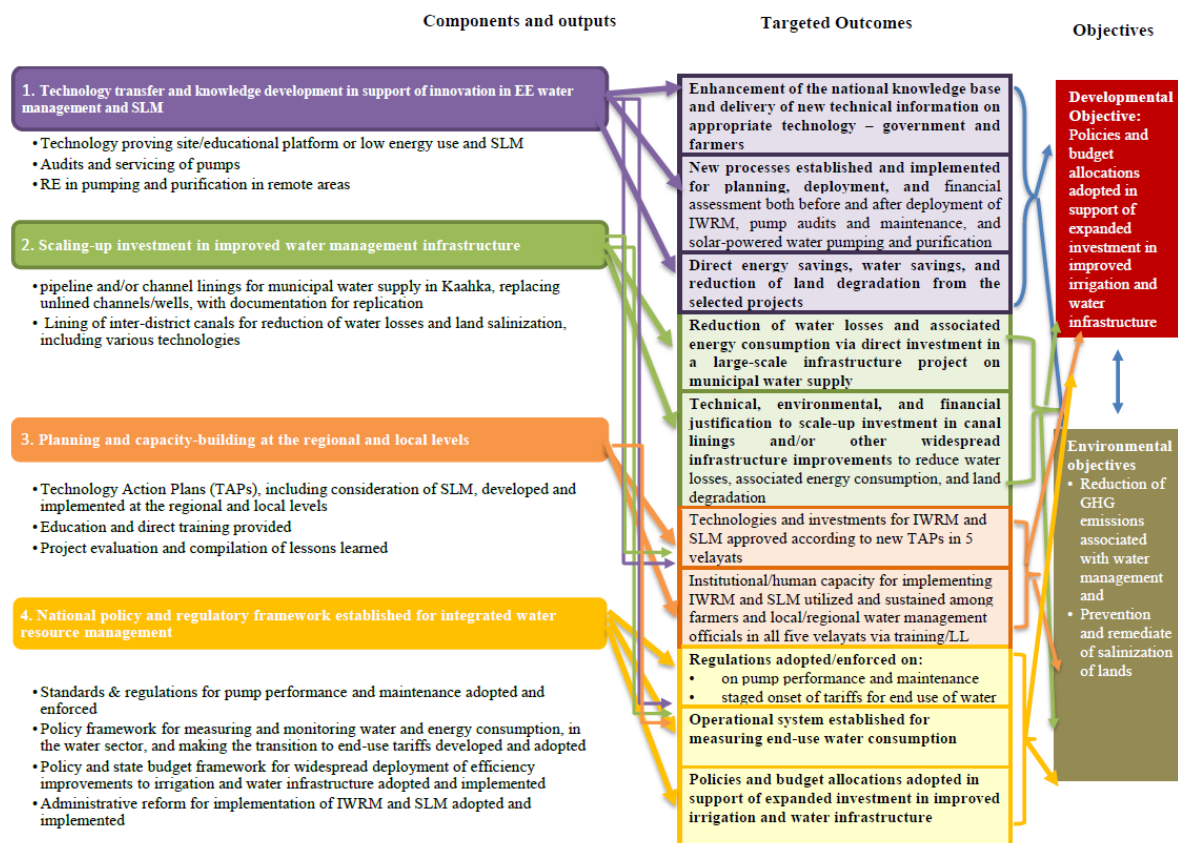 Components and outputs
Targeted Outcomes
Objectives
1. Technology transfer and knowledge development in support of innovation in EE water
management and SLM
• Technology proving site/educational platform or low energy use and SLM
• Audits and servicing of pumps
• RE in pumping and purification in remote areas
2. Scaling-up investment in improved water management infrastructure
• pipeline and/or channel linings for municipal water supply in Kaahka, replacing
unlined channels/wells, with documentation for replication
• Lining of inter-district canals for reduction of water losses and land salinization,
including various technologies
3. Planning and capacity-building at the regional and local levels
• Technology Action Plans (TAPs), including consideration of SLM, developed and
implemented at the regional and local levels
• Education and direct training provided
• Project evaluation and compilation of lessons learned
4. National policy and regulatory framework established for integrated water
resource management
• Standards & regulations for pump performance and maintenance adopted and
enforced
• Policy framework for measuring and monitoring water and energy consumption, in
the water sector, and making the transition to end-use tariffs developed and adopted
• Policy and state budget framework for widespread deployment of efficiency
improvements to irrigation and water infrastructure adopted and implemented
• Administrative reform for implementation of IWRM and SLM adopted and
implemented
Enhancement of the national knowledge
base and delivery of new technical information on
appropriate technology – government and
farmers
New processes established and implemented
for planning, deployment, and financial
assessment both before and after deployment of
IWRM, pump audits and maintenance, and
solar-powered water pumping and purification
Direct energy savings, water savings, and
reduction of land degradation from the
selected projects
Reduction of water losses and associated
energy consumption via direct investment in
a large-scale infrastructure project on
municipal water supply
Technical, environmental, and financial
justification to scale-up investment in canal
linings and/or other widespread
infrastructure improvements to reduce water
losses, associated energy consumption, and land
degradation
Technologies and investments for IWRM and
SLM approved according to new TAPs in 5
velayats
Institutional/human capacity for implementing
IWRM and SLM utilized and sustained among
farmers and local/regional water management
officials in all five velayats via training/LL
Regulations adopted/enforced on:
• on pump performance and maintenance
• staged onset of tariffs for end use of water
Operational system established for
measuring end-use water consumption
Policies and budget allocations adopted in
support of expanded investment in improved
irrigation and water infrastructure
Developmental
Objective:
Policies and
budget
allocations
adopted in
support of
expanded
investment in
improved
irrigation and
water
infrastructure
Environmental
objectives
• Reduction of
GHG
emissions
associated
with water
management
and
• Prevention
and remediate
of salinization
of lands